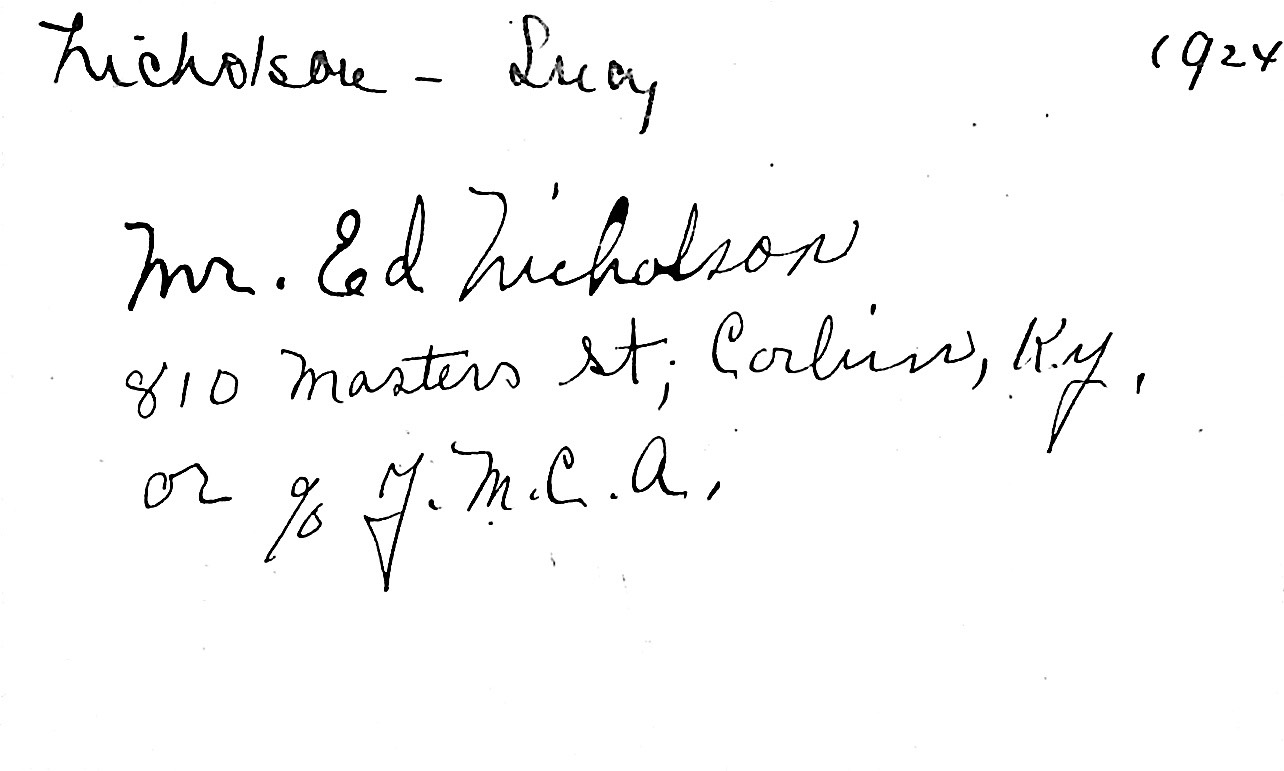 Nicholson - Lucy 1924
Mr. Ed Nicholson
810 Masters St; Corbin, Ky.
or % Y.M.C.A.